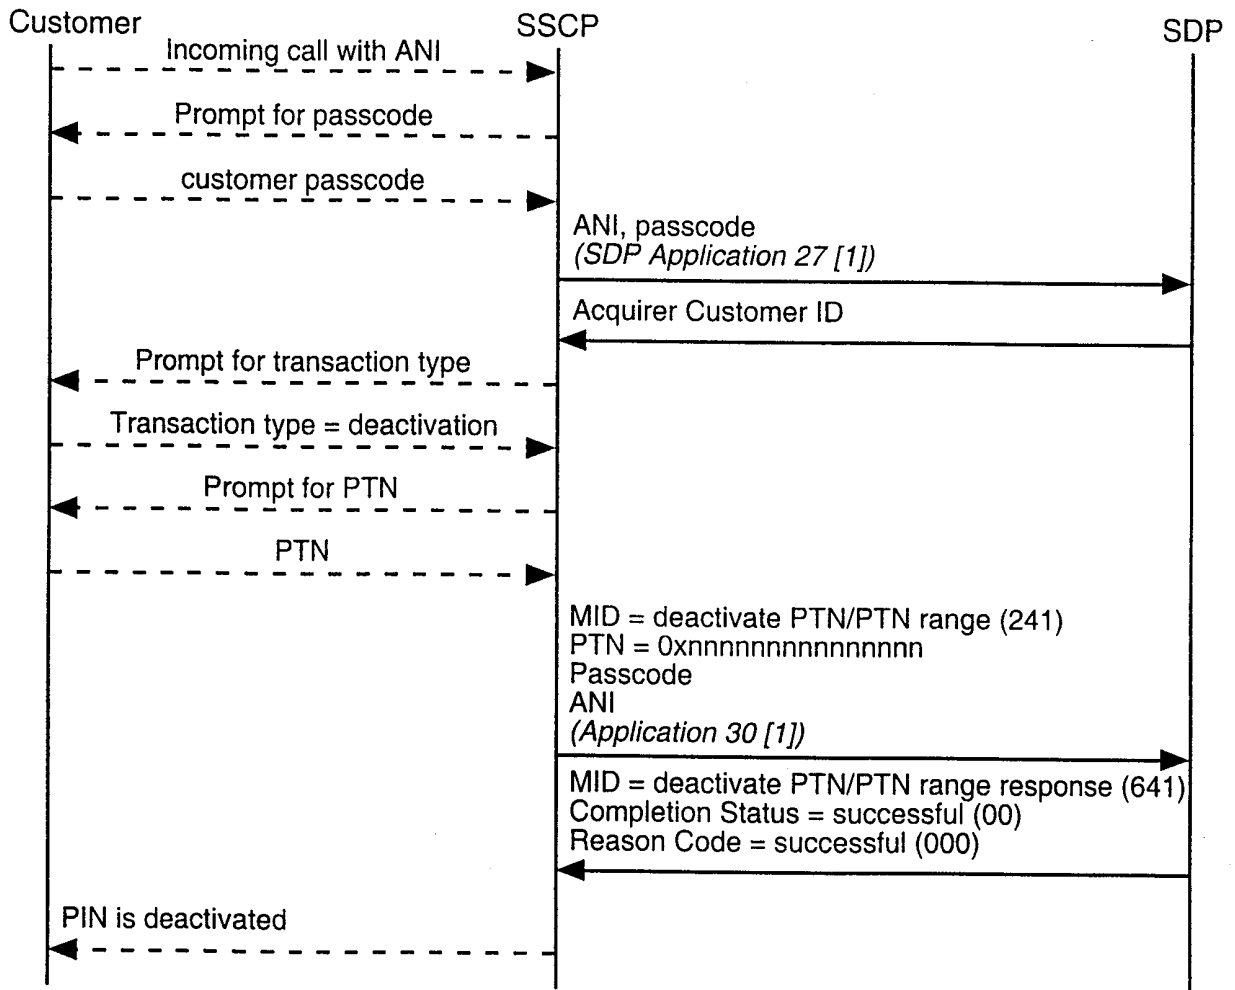 Customer
SSCP
SDP
Incoming call with ANI
Prompt for passcode
customer passcode
ANI, passcode
(SDP Application 27 [1])
Acquirer Customer ID
Prompt for transaction type
Transaction type = deactivation
Prompt for PTN
PTN
MID = deactivate PTN/PTN range (241)
PTN = 0xnnnnnnnnnnnnnnnn
Passcode
ANI
(Application 30 [1])
MID = deactivate PTN/PTN range response (641)
Completion Status = successful (00)
Reason Code = successful (000)
PIN is deactivated